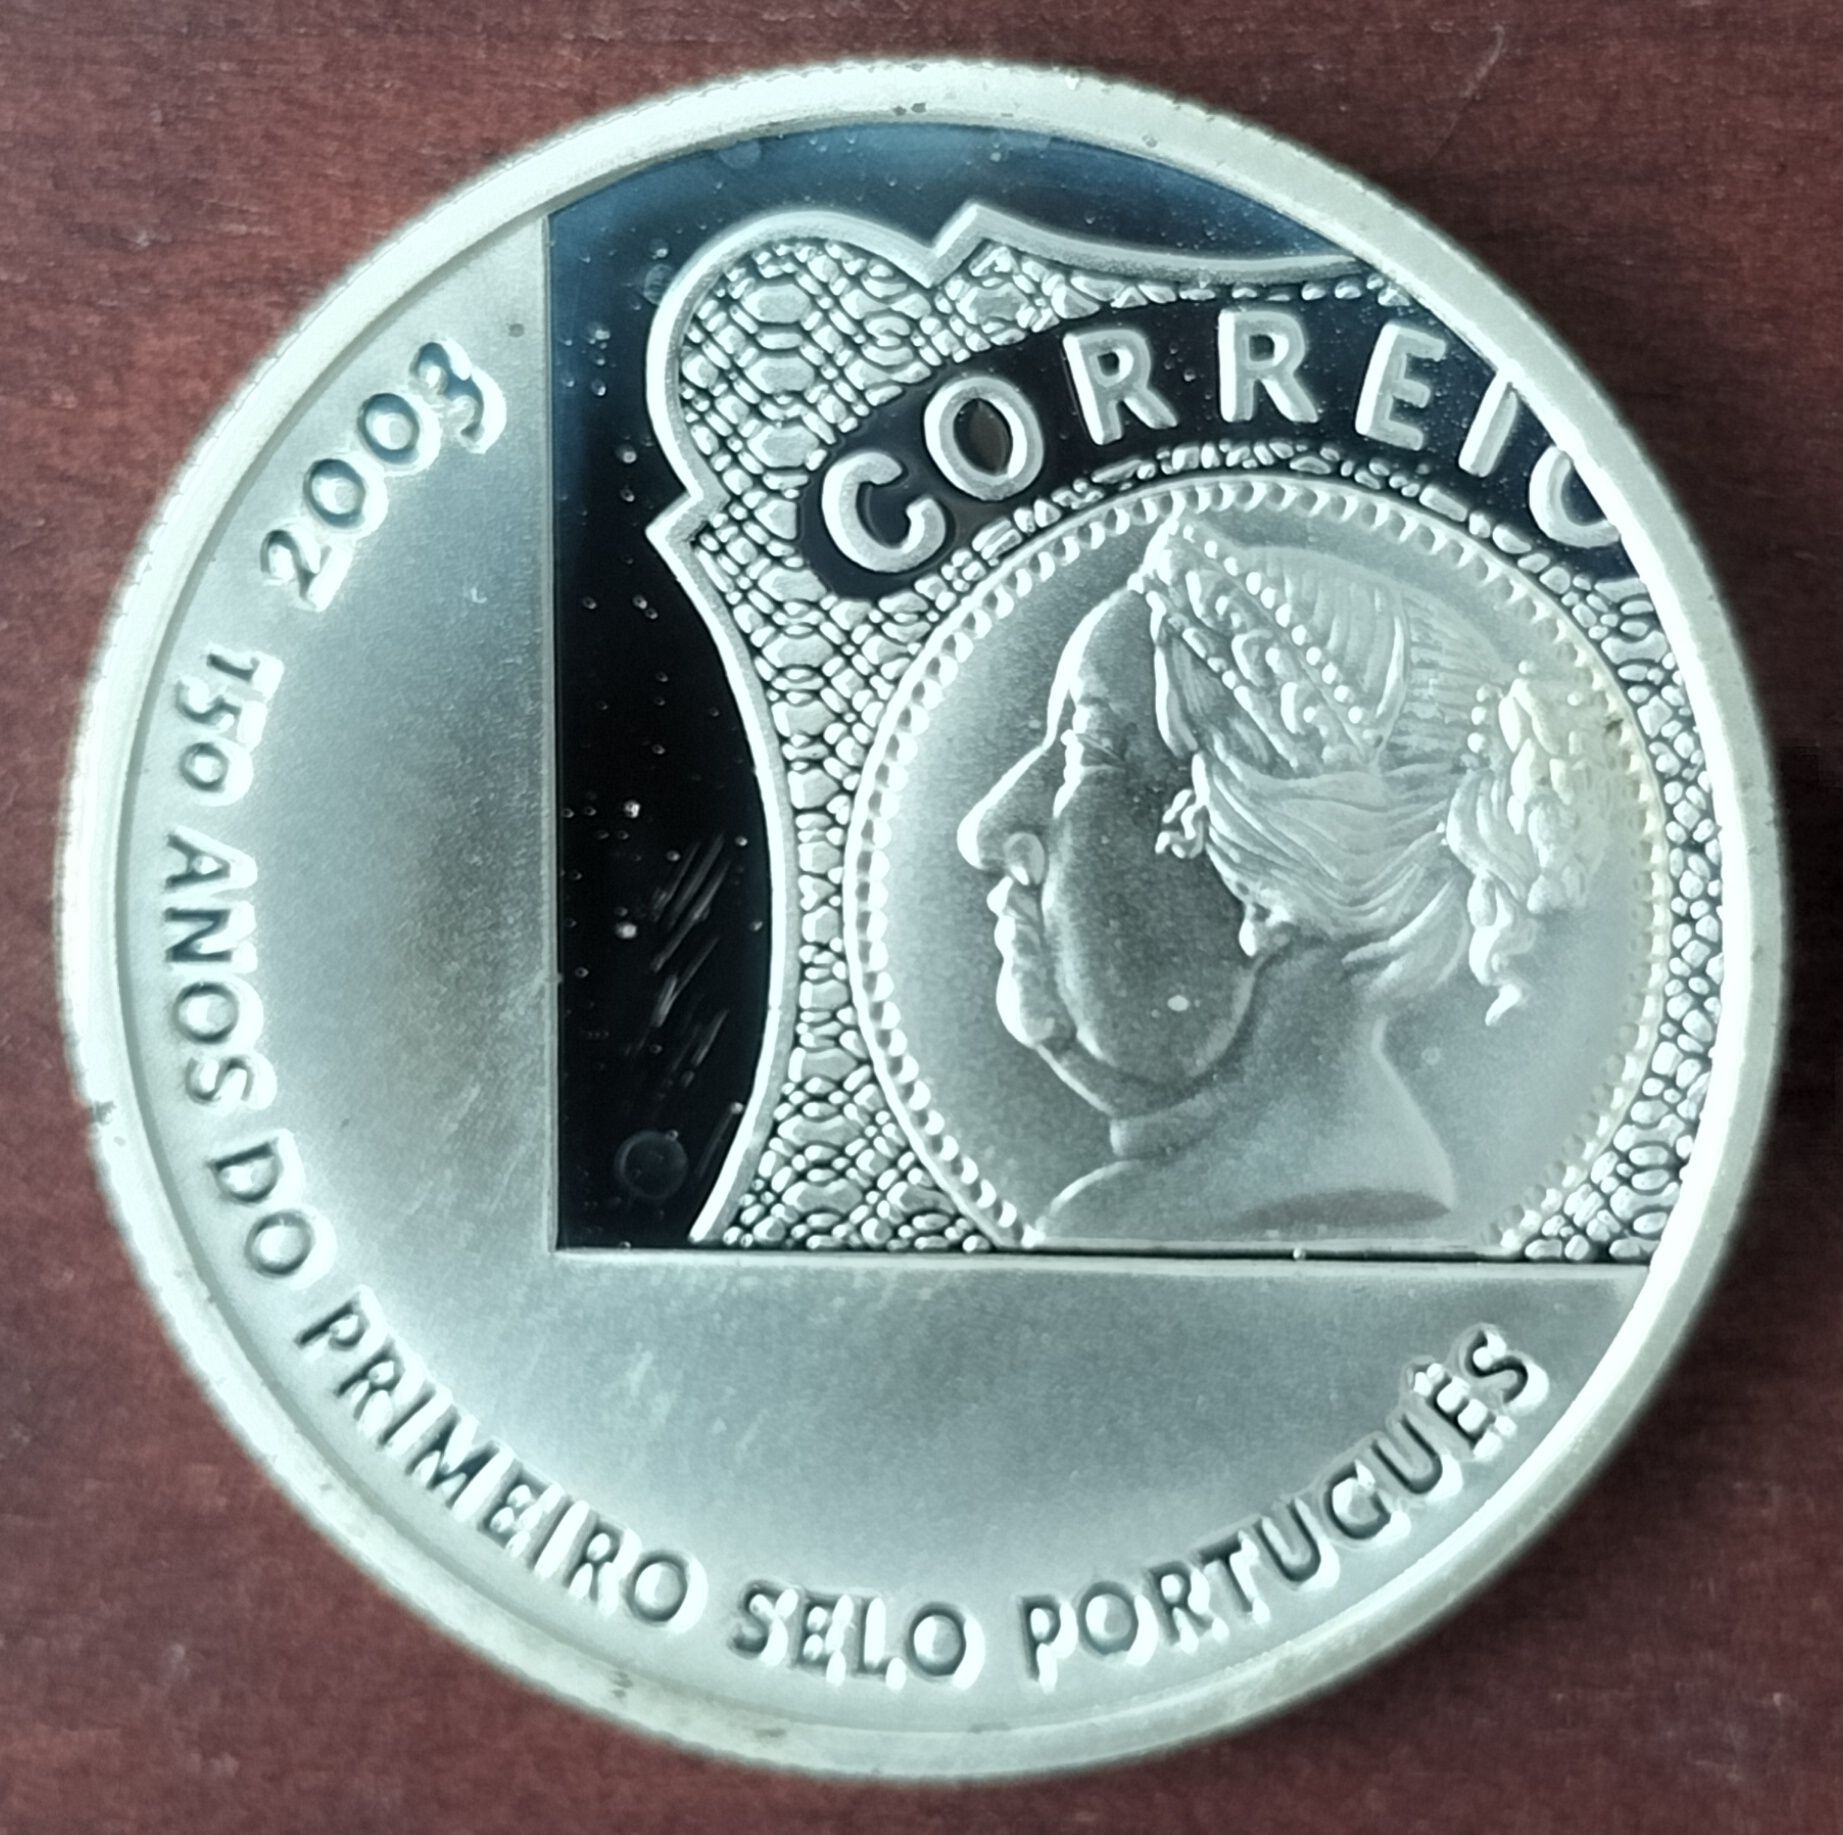 CORREIO
2003
150 ANOS DO PRIMEIRO SELO PORTUGUÊS